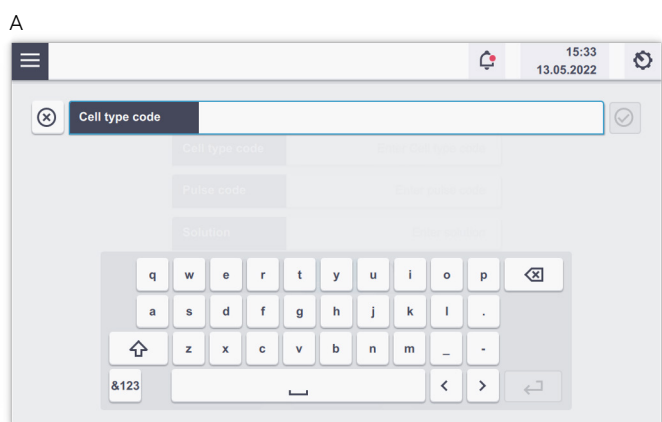 A
15:33
13.05.2022
Cell type code
Cell type code
Pulse code
Solution
q w e r t y u i o p
a s d f g h j k l .
z x c v b n m _ -
&123 < >